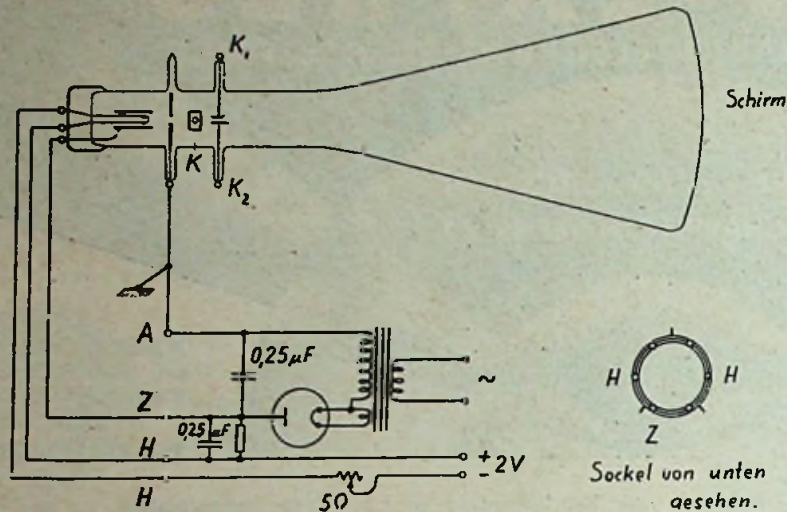 K₁
Schirm
K
K₂
A
0,25µF
~
H
H
Z
Z
0,25µF
H
+ 2V
-
H
5Ω
Sockel von unten
gesehen.